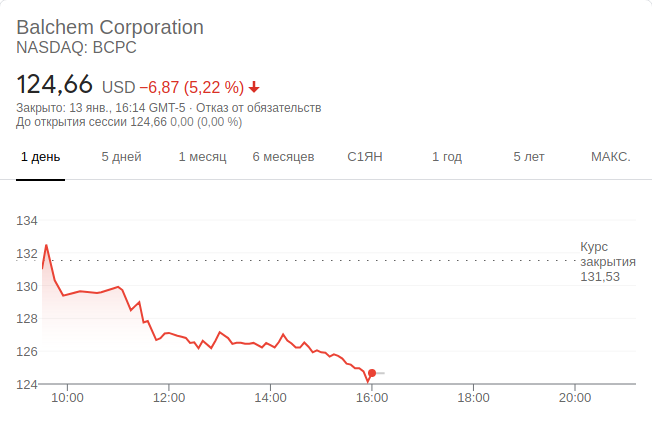 Balchem Corporation
NASDAQ: BCPC
124,66 USD −6,87 (5,22 %)
Закрыто: 13 янв., 16:14 GMT-5 · Отказ от обязательств
До открытия сессии 124,66 0,00 (0,00 %)
1 день 5 дней 1 месяц 6 месяцев С1ЯН 1 год 5 лет МАКС.
134
132
130
128
126
124
Курс
закрытия
131,53
10:00 12:00 14:00 16:00 18:00 20:00